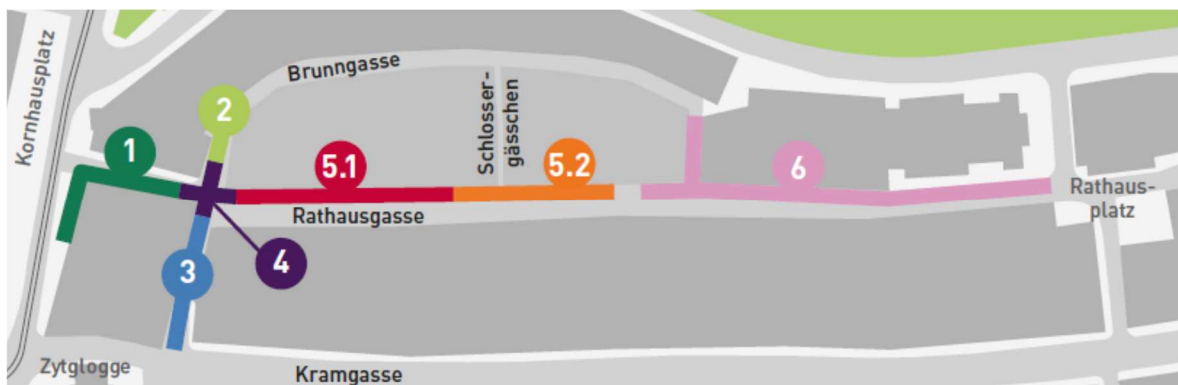 Kornhausplatz
Brunngasse
Schlosser-
gässchen
2
1
5.1
5.2
6
Rathausgasse
Rathaus-
platz
3
4
Zytglogge
Kramgasse